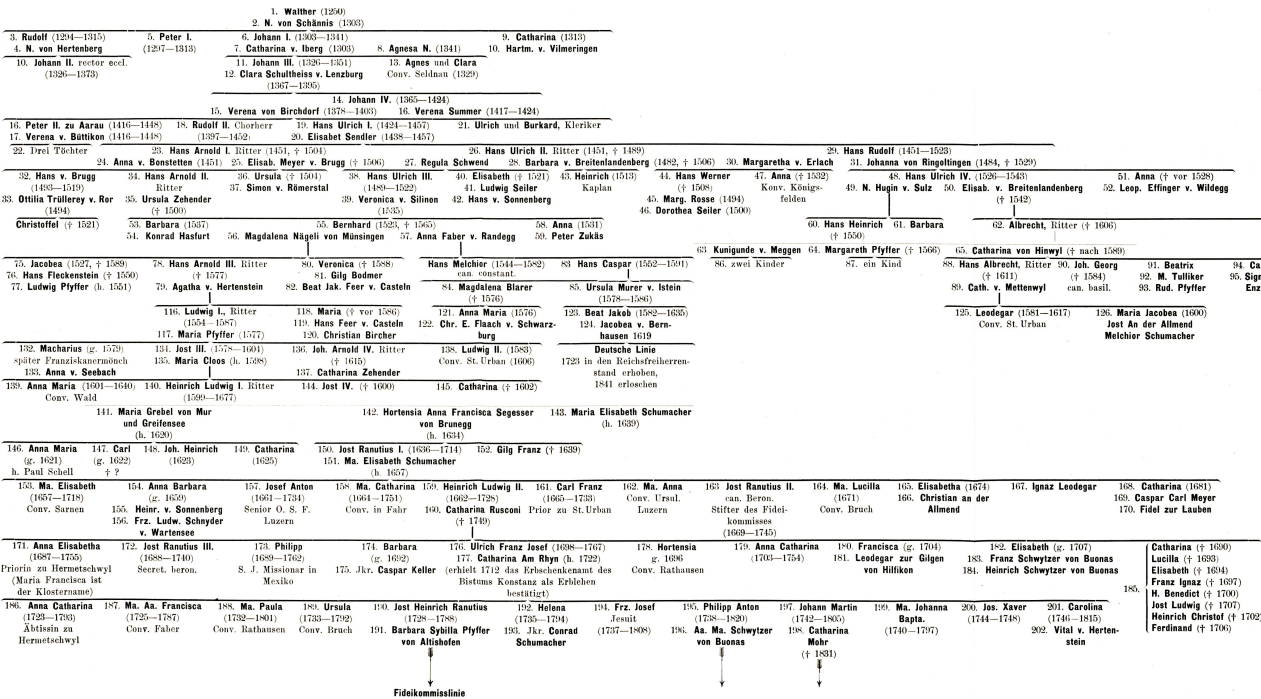 1. Walther (1250)
2. N. von Schännis (1303)
3. Rudolf (1294—1315) 5. Peter I. 6. Johann I. (1303—1341) 9. Catharina (1313)
4. N. von Hertenberg (1297—1313) 7. Catharina v. Iberg (1303) 8. Agnesa N. (1341) 10. Hartm. v. Vilmeringen
10. Johann II. rector eccl. 11. Johann III. (1326—1351) 13. Agnes und Clara
(1326—1373) 12. Clara Schultheiss v. Lenzburg Conv. Seldnau (1329)
(1367—1395)
14. Johann IV. (1365—1424)
15. Verena von Birchdorf (1378—1403) 16. Verena Summer (1417—1424)
16. Peter II. zu Aarau (1416—1448) 18. Rudolf II. Chorherr 19. Hans Ulrich I. (1424—1457) 21. Ulrich und Burkard, Kleriker
17. Verena v. Büttikon (1416—1448) (1397—1452) 20. Elisabet Sendler (1438—1457)
22. Drei Töchter 23. Hans Arnold I. Ritter (1451, † 1504) 26. Hans Ulrich II. Ritter (1451, † 1489) 29. Hans Rudolf (1451—1523)
24. Anna v. Bonstetten (1451) 25. Elisab. Meyer v. Brugg († 1506) 27. Regula Schwend 28. Barbara v. Breitenlandenberg (1482, † 1506) 30. Margaretha v. Erlach 31. Johanna von Ringoltingen (1484, † 1529)
32. Hans v. Brugg 34. Hans Arnold II. 36. Ursula († 1504) 38. Hans Ulrich III. 40. Elisabeth († 1521) 43. Heinrich (1513) 44. Hans Werner 47. Anna († 1532) 48. Hans Ulrich IV. (1526—1543) 51. Anna († vor 1528)
(1493—1519) Ritter 37. Simon v. Römerstal (1489—1522) 41. Ludwig Seiler Kaplan († 1508) Konv. Königs- 49. N. Hugin v. Sulz 50. Elisab. v. Breitenlandenberg 52. Leop. Effinger v. Wildegg
33. Ottilia Trüllerey v. Ror 35. Ursula Zehender 39. Veronica v. Silinon 42. Hans v. Sonnenberg 45. Marg. Rosse (1494) felden († 1542)
(1494) († 1500) (1535) 46. Dorothea Seiler (1500)
Christoffel († 1521) 53. Barbara (1537) 55. Bernhard (1523, † 1565) 58. Anna (1531) 60. Hans Heinrich 61. Barbara 62. Albrecht, Ritter († 1606)
54. Konrad Hasfurt 56. Magdalena Nägeli von Münsingen 57. Anna Faber v. Randegg 59. Peter Zukäs († 1550)
63 Kunigunde v. Meggen 64. Margareth Pfyffer († 1566) 65. Catharina von Hinwyl († nach 1589)
75. Jacobea (1527, † 1589) 78. Hans Arnold III. Ritter 80. Veronica († 1588) Hans Melchior (1544—1582) 83. Hans Caspar (1552—1591) 86. zwei Kinder 87. ein Kind 88. Hans Albrecht, Ritter 90. Joh. Georg 91. Beatrix 94. Ca
76. Hans Fleckenstein († 1550) († 1577) 81. Gilg Bodmer can. constant. († 1611) († 1584) 92. M. Tulliker 95. Sigr
77. Ludwig Pfyffer (h. 1551) 79. Agatha v. Hertenstein 82. Beat Jak. Feer v. Casteln 84. Magdalena Blarer 85. Ursula Murer v. Istein 89. Cath. v. Mettenwyl can. basil. 93. Rud. Pfyffer Enz
(† 1576) (1578—1586)
116. Ludwig I., Ritter 118. Maria († vor 1586) 121. Anna Maria (1576) 123. Beat Jakob (1582—1635) 125. Leodegar (1581—1617) 126. Maria Jacobea (1600)
(1554—1587) 119. Hans Feer v. Casteln 122. Chr. E. Flaach v. Schwarz- 124. Jacobea v. Bern- Conv. St. Urban Jost An der Allmend
117. Maria Pfyffer (1577) 120. Christian Bircher burg hausen 1619 Melchior Schumacher
132. Macharius (g. 1579) 134. Jost III. (1578—1604) 136. Joh. Arnold IV. Ritter 138. Ludwig II. (1583) Deutsche Linie
später Franziskanermönch 135. Maria Cloos (h. 1598) († 1615) Conv. St. Urban (1606) 1723 in den Reichsfreiherren-
133. Anna v. Seebach 137. Catharina Zehender stand erhoben,
1841 erloschen
139. Anna Maria (1601—1640) 140. Heinrich Ludwig I. Ritter 144. Jost IV. († 1600) 145. Catharina († 1602)
Conv. Wald (1599—1677)
141. Maria Grebel von Mur 142. Hortensia Anna Francisca Segesser 143. Maria Elisabeth Schumacher
und Greifensee von Brunegg (h. 1639)
(h. 1620) (h. 1634)
146. Anna Maria 147. Carl 148. Joh. Heinrich 149. Catharina 150. Jost Ranutius I. (1636—1714) 152. Gilg Franz († 1639)
(g. 1621) (g. 1622) (1623) (1625) 151. Ma. Elisabeth Schumacher
h. Paul Schell † ? (h. 1657)
153. Ma. Elisabeth 154. Anna Barbara 157. Josef Anton 158. Ma. Catharina 159. Heinrich Ludwig II. 161. Carl Franz 162. Ma. Anna 163 Jost Ranutius II. 164. Ma. Lucilla 165. Elisabetha (1674) 167. Ignaz Leodegar 168. Catharina (1681)
(1657—1718) (g. 1659) (1661—1734) (1664—1751) (1662—1728) (1665—1733) Conv. Ursul. can. Beron. (1671) 166. Christian an der 169. Caspar Carl Meyer
Conv. Sarnen 155. Heinr. v. Sonnenberg Senior O. S. F. Conv. in Fahr 160. Catharina Rusconi Prior zu St. Urban Luzern Stifter des Fidei- Conv. Bruch Allmend 170. Fidel zur Lauben
156. Frz. Ludw. Schnyder Luzern († 1749) kommisses
v. Wartensee (1669—1745)
171. Anna Elisabetha 172. Jost Ranutius III. 173. Philipp 174. Barbara 176. Ulrich Franz Josef (1698—1767) 178. Hortensia 179. Anna Catharina 180. Francisca (g. 1704) 182. Elisabeth (g. 1707) Catharina († 1690)
(1687—1755) (1688—1740) (1689—1762) (g. 1692) 177. Catharina Am Rhyn (h. 1722) g. 1696 (1703—1754) 181. Leodegar zur Gilgen 183. Franz Schwytzer von Buonas Lucilla († 1693)
Priorin zu Hermetschwyl Secret. beron. S. J. Missionar in 175. Jkr. Caspar Keller (erhielt 1712 das Erbschenkenamt des Conv. Rathausen von Hilfikon 184. Heinrich Schwytzer von Buonas Elisabeth († 1694)
(Maria Francisca ist Mexiko Bistums Konstanz als Erblehen Franz Ignaz († 1697)
der Klostername) bestätigt) 185. H. Benedict († 1700)
Jost Ludwig († 1707)
Heinrich Christof († 1702)
Ferdinand († 1706)
186. Anna Catharina 187. Ma. Aa. Francisca 188. Ma. Paula 189. Ursula 190. Jost Heinrich Ranutius 192. Helena 194. Frz. Josef 195. Philipp Anton 197. Johann Martin 199. Ma. Johanna 200. Jos. Xaver 201. Carolina
(1723—1793) (1725—1787) (1732—1801) (1733—1792) (1728—1788) (1735—1794) Jesuit (1738—1820) (1742—1805) Bapta. (1744—1748) (1746—1815)
Äbtissin zu Conv. Faber Conv. Rathausen Conv. Bruch 191. Barbara Sybilla Pfyffer 193. Jkr. Conrad (1737—1808) 196. Aa. Ma. Schwytzer 198. Catharina (1740—1797) 202. Vital v. Herten-
Hermetschwyl von Altishofen Schumacher von Buonas Mohr stein
(† 1831)
Fideikommisslinie